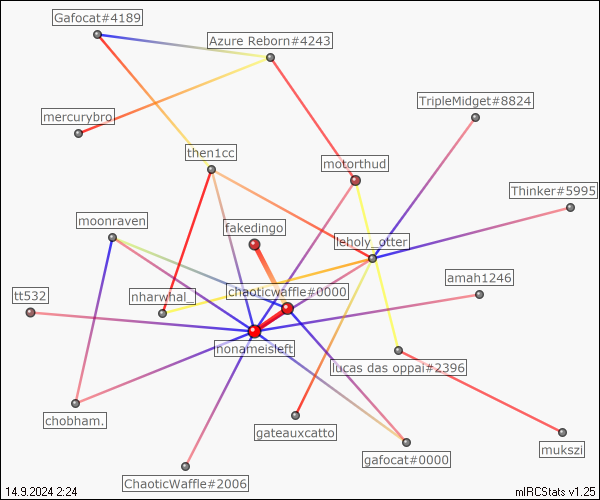 Gafocat#4189
Azure Reborn#4243
TripleMidget#8824
mercurybro
then1cc
motorthud
Thinker#5995
moonraven
fakedingo
leholy_otter
amah1246
tt532
nharwhal_
chaoticwaffle#0000
nonameisleft
lucas das oppai#2396
chobham.
gateauxcatto
mukszi
gafocat#0000
ChaoticWaffle#2006
14.9.2024 2:24
mIRCStats v1.25